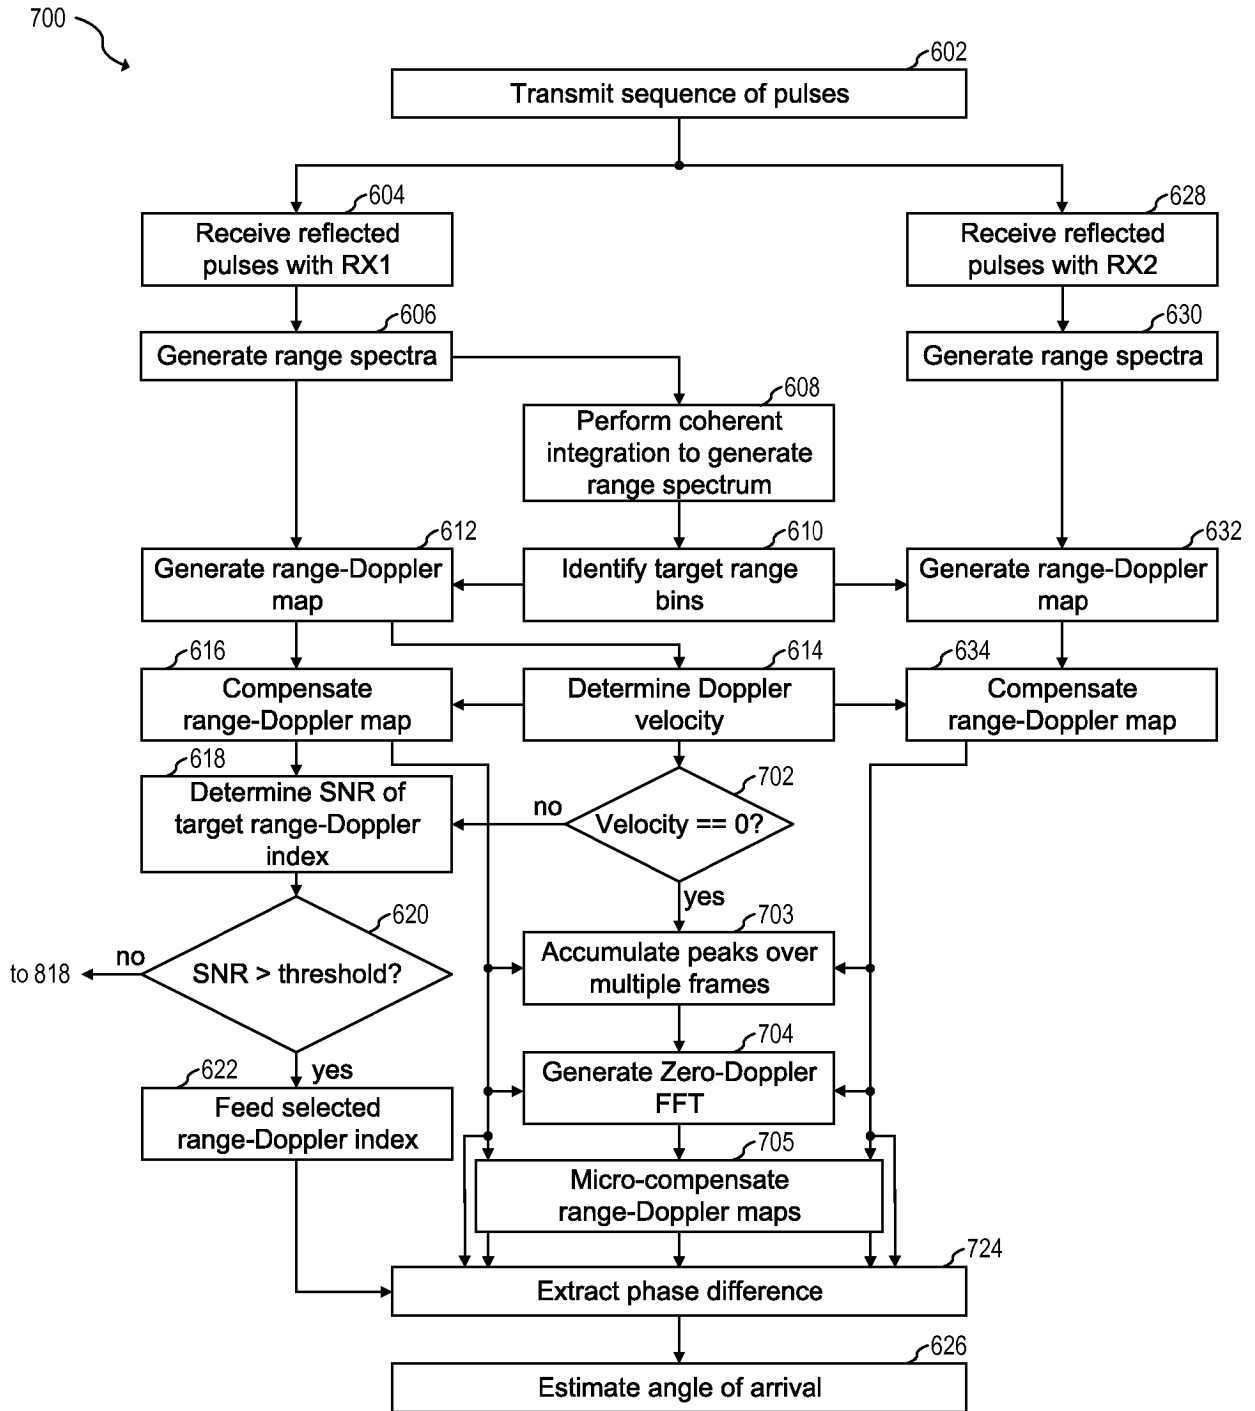 700
602
Transmit sequence of pulses
604
Receive reflected
pulses with RX1
628
Receive reflected
pulses with RX2
606
Generate range spectra
630
Generate range spectra
608
Perform coherent
integration to generate
range spectrum
612
Generate range-Doppler
map
610
Identify target range
bins
632
Generate range-Doppler
map
616
Compensate
range-Doppler map
614
Determine Doppler
velocity
634
Compensate
range-Doppler map
618
Determine SNR of
target range-Doppler
index
no
702
Velocity == 0?
yes
620
SNR > threshold?
no
to 818
yes
703
Accumulate peaks over
multiple frames
704
Generate Zero-Doppler
FFT
622
Feed selected
range-Doppler index
705
Micro-compensate
range-Doppler maps
724
Extract phase difference
626
Estimate angle of arrival